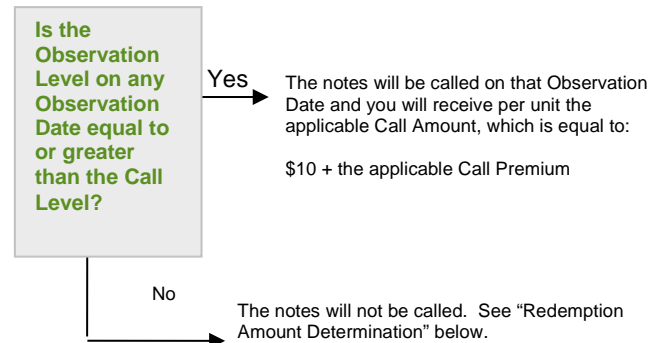 Is the
Observation
Level on any
Observation
Date equal to
or greater
than the Call
Level?
Yes
The notes will be called on that Observation
Date and you will receive per unit the
applicable Call Amount, which is equal to:
$10 + the applicable Call Premium
No
The notes will not be called.  See “Redemption
Amount Determination” below.